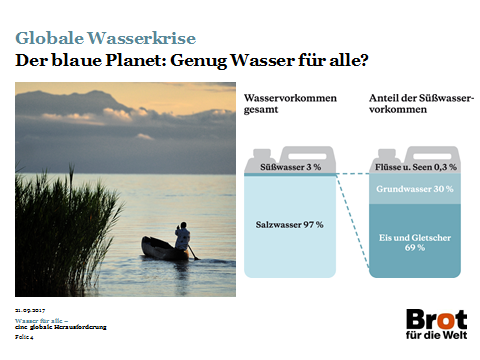 Globale Wasserkrise
Der blaue Planet: Genug Wasser für alle?
Wasservorkommen
gesamt
Süßwasser 3 %
Salzwasser 97 %
Anteil der Süßwasser-
vorkommen
Flüsse u. Seen 0,3 %
Grundwasser 30 %
Eis und Gletscher
69 %
21.09.2017
Wasser für alle –
eine globale Herausforderung
Folie 4
Brot
für die Welt